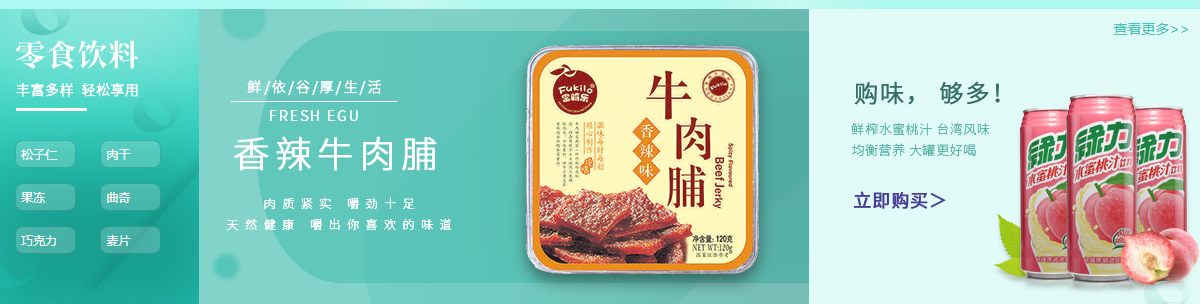 零食饮料
丰富多样 轻松享用
松子仁
肉干
果冻
曲奇
巧克力
麦片
鲜/依/谷/厚/生/活
FRESH EGU
香辣牛肉脯
肉质紧实 嚼劲十足
天然健康 嚼出你喜欢的味道
Fukilo
Fukilo
牛肉脯
香辣味
Spicy Flavoured
Beef Jerky
净含量: 120克
NET WT:120g
查看更多>>
购味， 够多！
鲜榨水蜜桃汁 台湾风味
均衡营养 大罐更好喝
立即购买>
绿力
水蜜桃汁